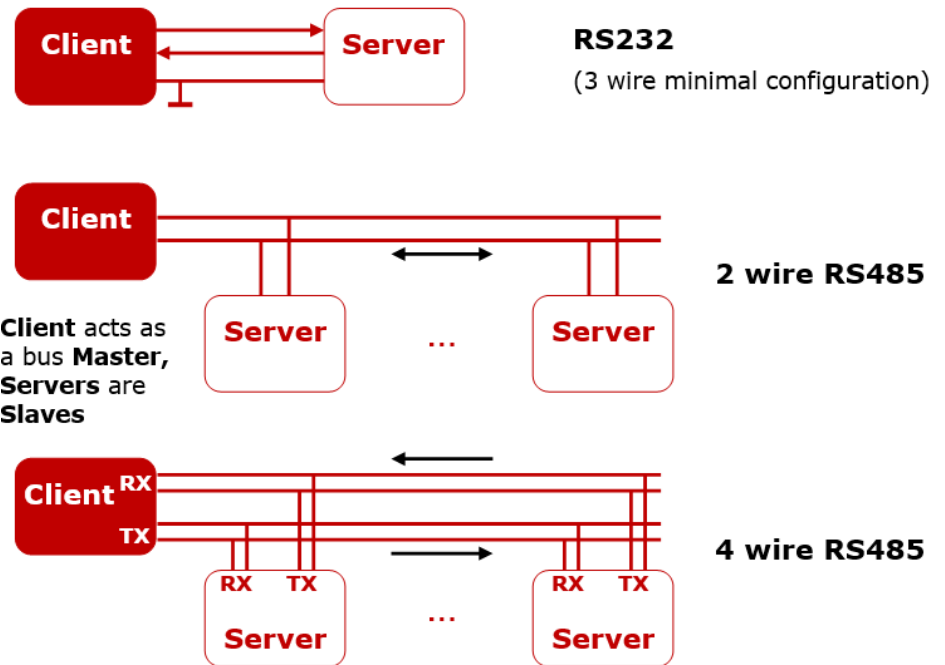 Client
Server
RS232
(3 wire minimal configuration)
Client
2 wire RS485
Server
...
Server
Client acts as
a bus Master,
Servers are
Slaves
Client RX
TX
4 wire RS485
RX TX
Server
...
RX TX
Server